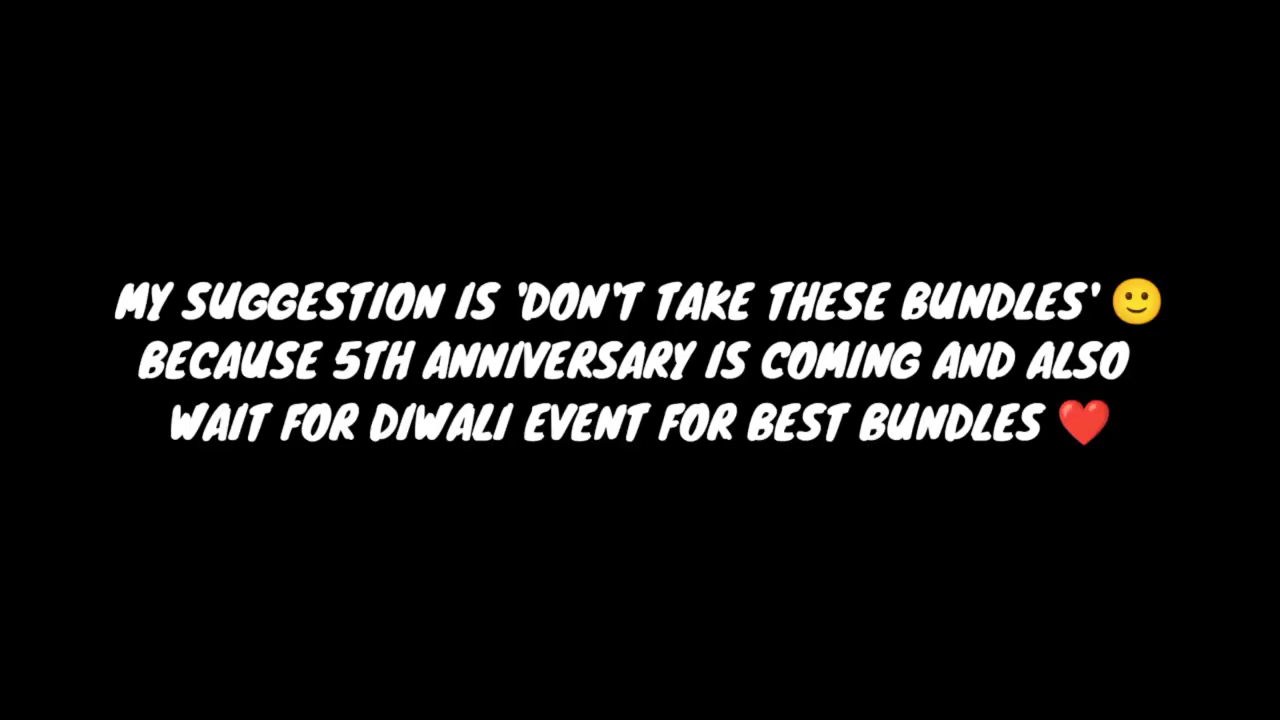 MY SUGGESTION IS 'DON'T TAKE THESE BUNDLES' 🙂
BECAUSE 5TH ANNIVERSARY IS COMING AND ALSO
WAIT FOR DIWALI EVENT FOR BEST BUNDLES ❤️